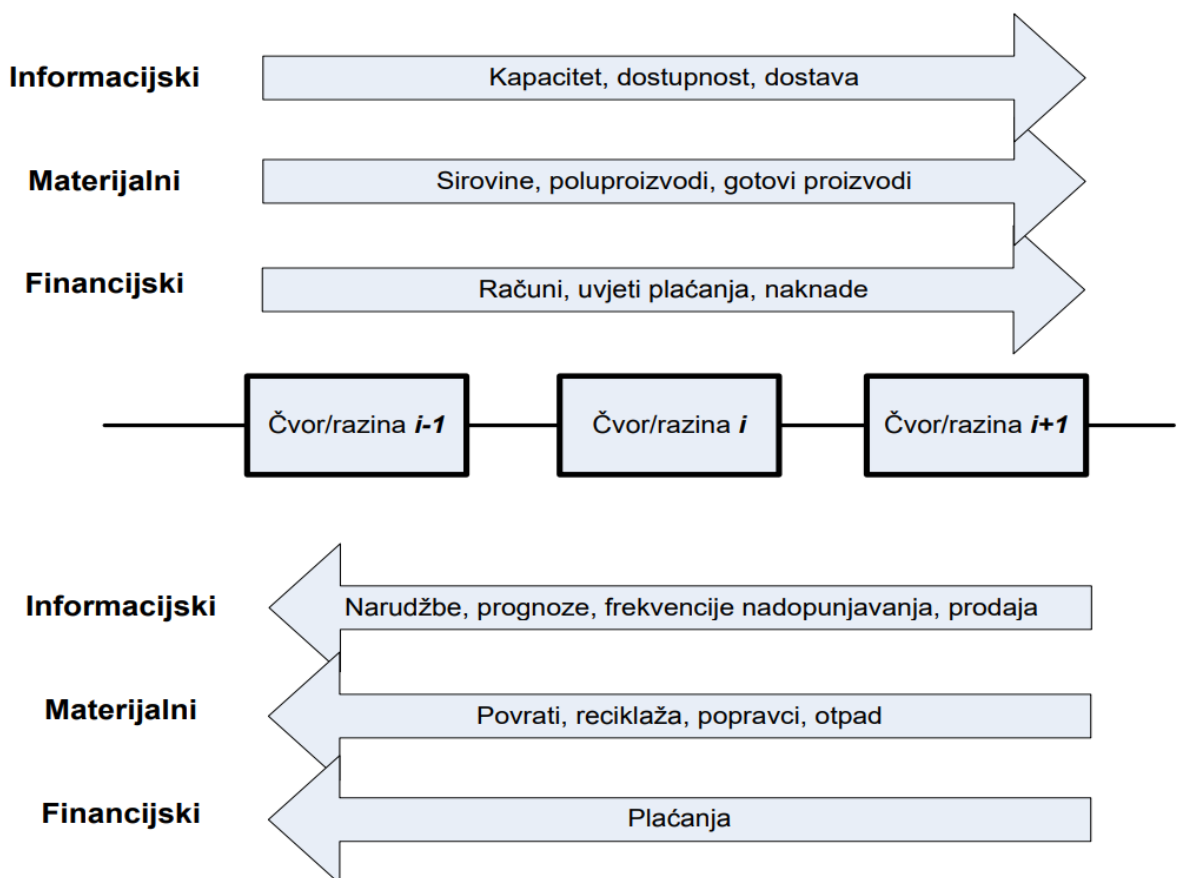 Informacijski
Kapacitet, dostupnost, dostava
Materijalni
Sirovine, poluproizvodi, gotovi proizvodi
Financijski
Računi, uvjeti plaćanja, naknade
Čvor/razina i-1
Čvor/razina i
Čvor/razina i+1
Informacijski
Narudžbe, prognoze, frekvencije nadopunjavanja, prodaja
Materijalni
Povrati, reciklaža, popravci, otpad
Financijski
Plaćanja